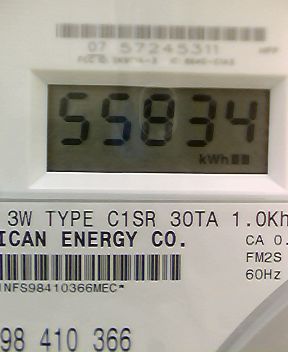 07 57245311
55834
kWh
3W TYPE C1SR 30TA 1.0Kh
ICAN ENERGY CO.
CA 0.
FM2S
60Hz
1NFS98410366MEC*
98 410 366